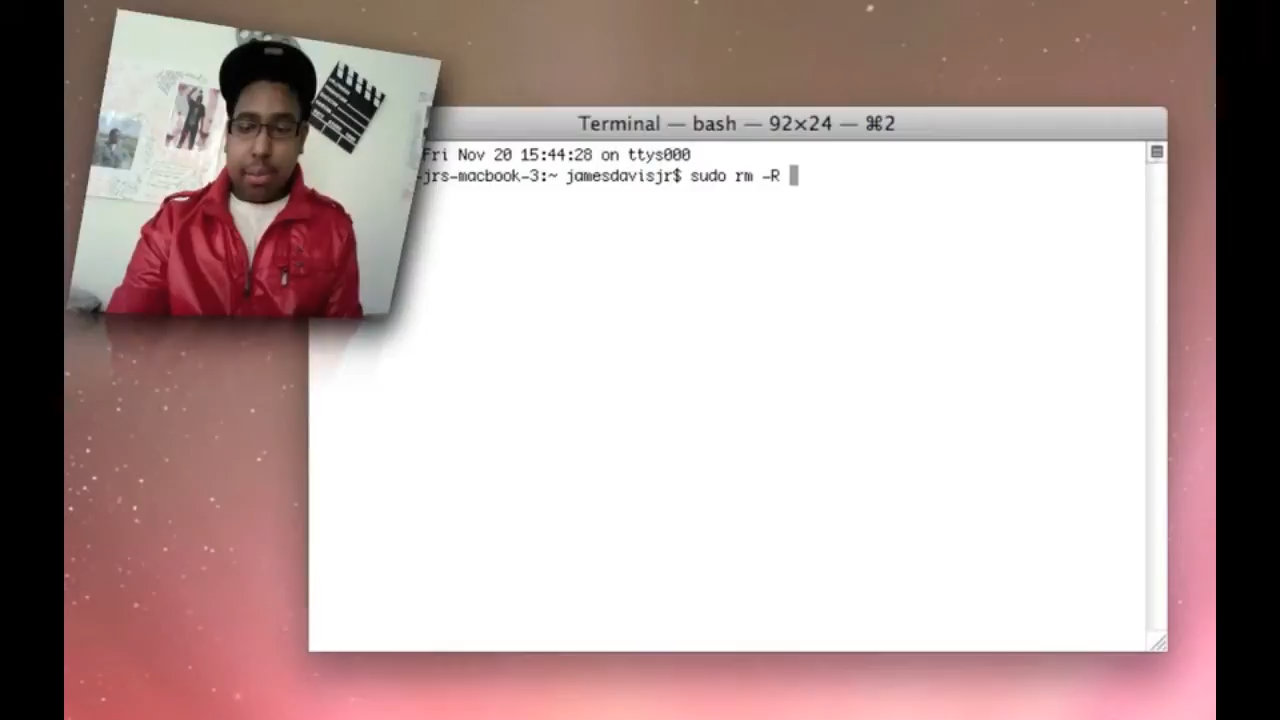 Terminal — bash — 92×24 — ⌘2
Fri Nov 20 15:44:28 on ttys000
-jrs-macbook-3:~ jamesdavisjr$ sudo rm -R